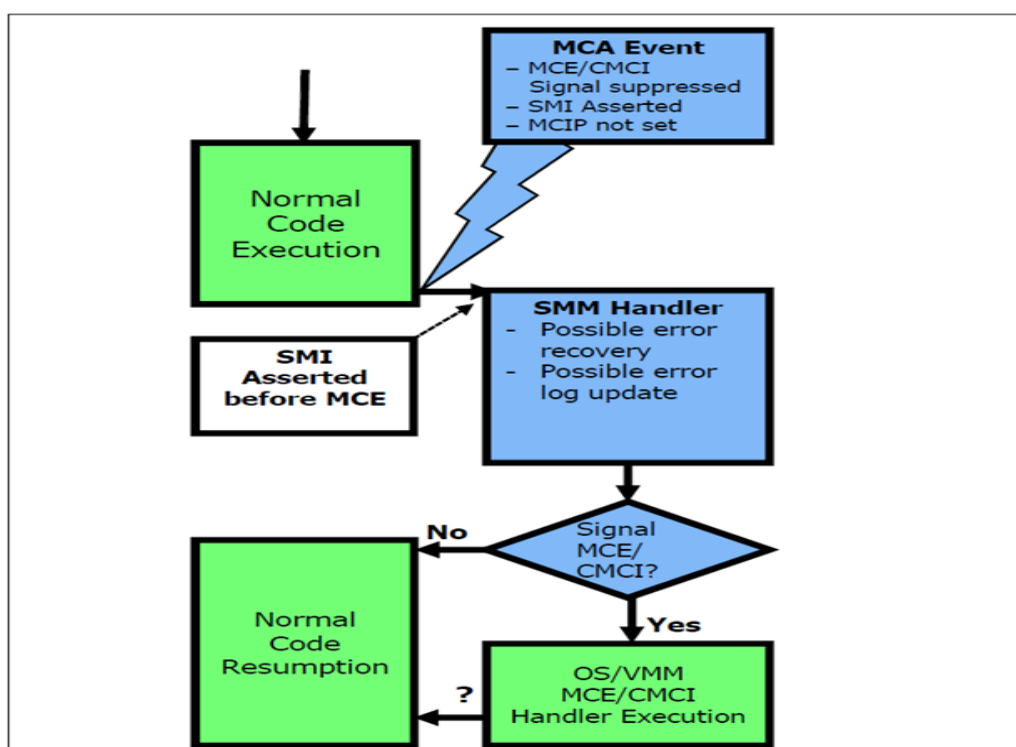 MCA Event
– MCE/CMCI
Signal suppressed
– SMI Asserted
– MCIP not set
Normal
Code
Execution
SMM Handler
- Possible error
recovery
- Possible error
log update
SMI
Asserted
before MCE
Signal
MCE/
CMCI?
No
Yes
Normal
Code
Resumption
OS/VMM
MCE/CMCI
Handler Execution
?